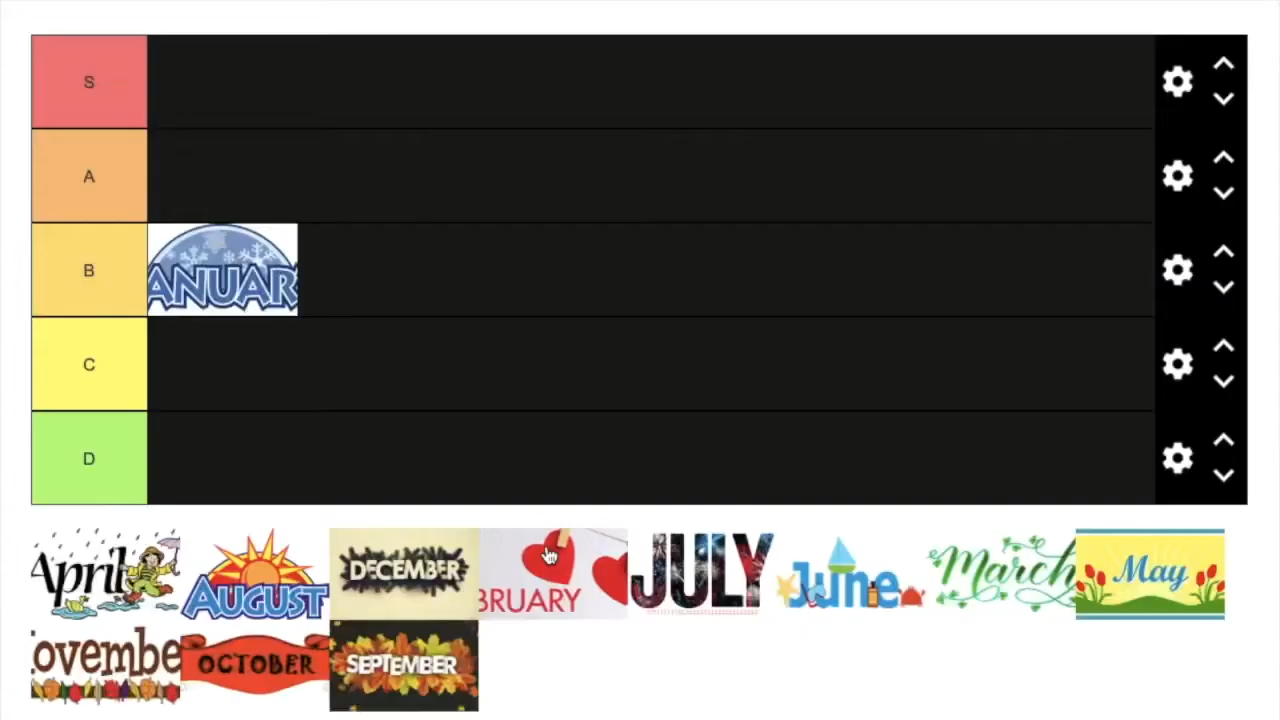 S
A
B
ANUAR
C
D
April
AUGUST
DECEMBER
BRUARY
JULY
June
March
May
ovembe
OCTOBER
SEPTEMBER